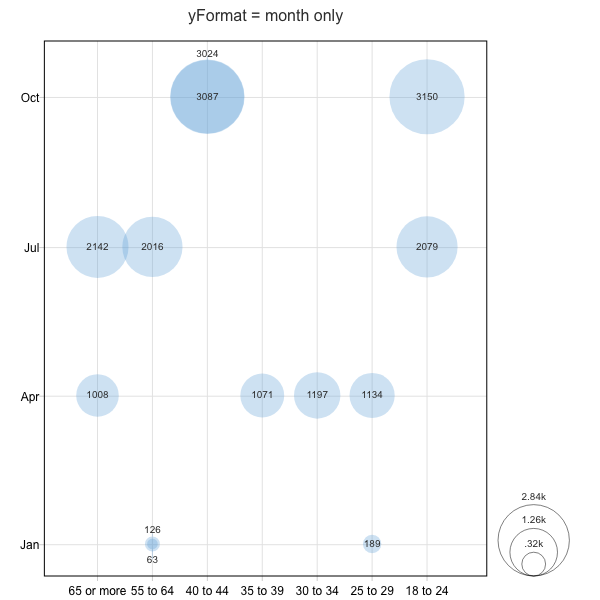 yFormat = month only
3024
Oct 3087 3150
Jul 2142 2016 2079
Apr 1008 1071 1197 1134
2.84k
1.26k
.32k
126
Jan 189
63
65 or more 55 to 64 40 to 44 35 to 39 30 to 34 25 to 29 18 to 24